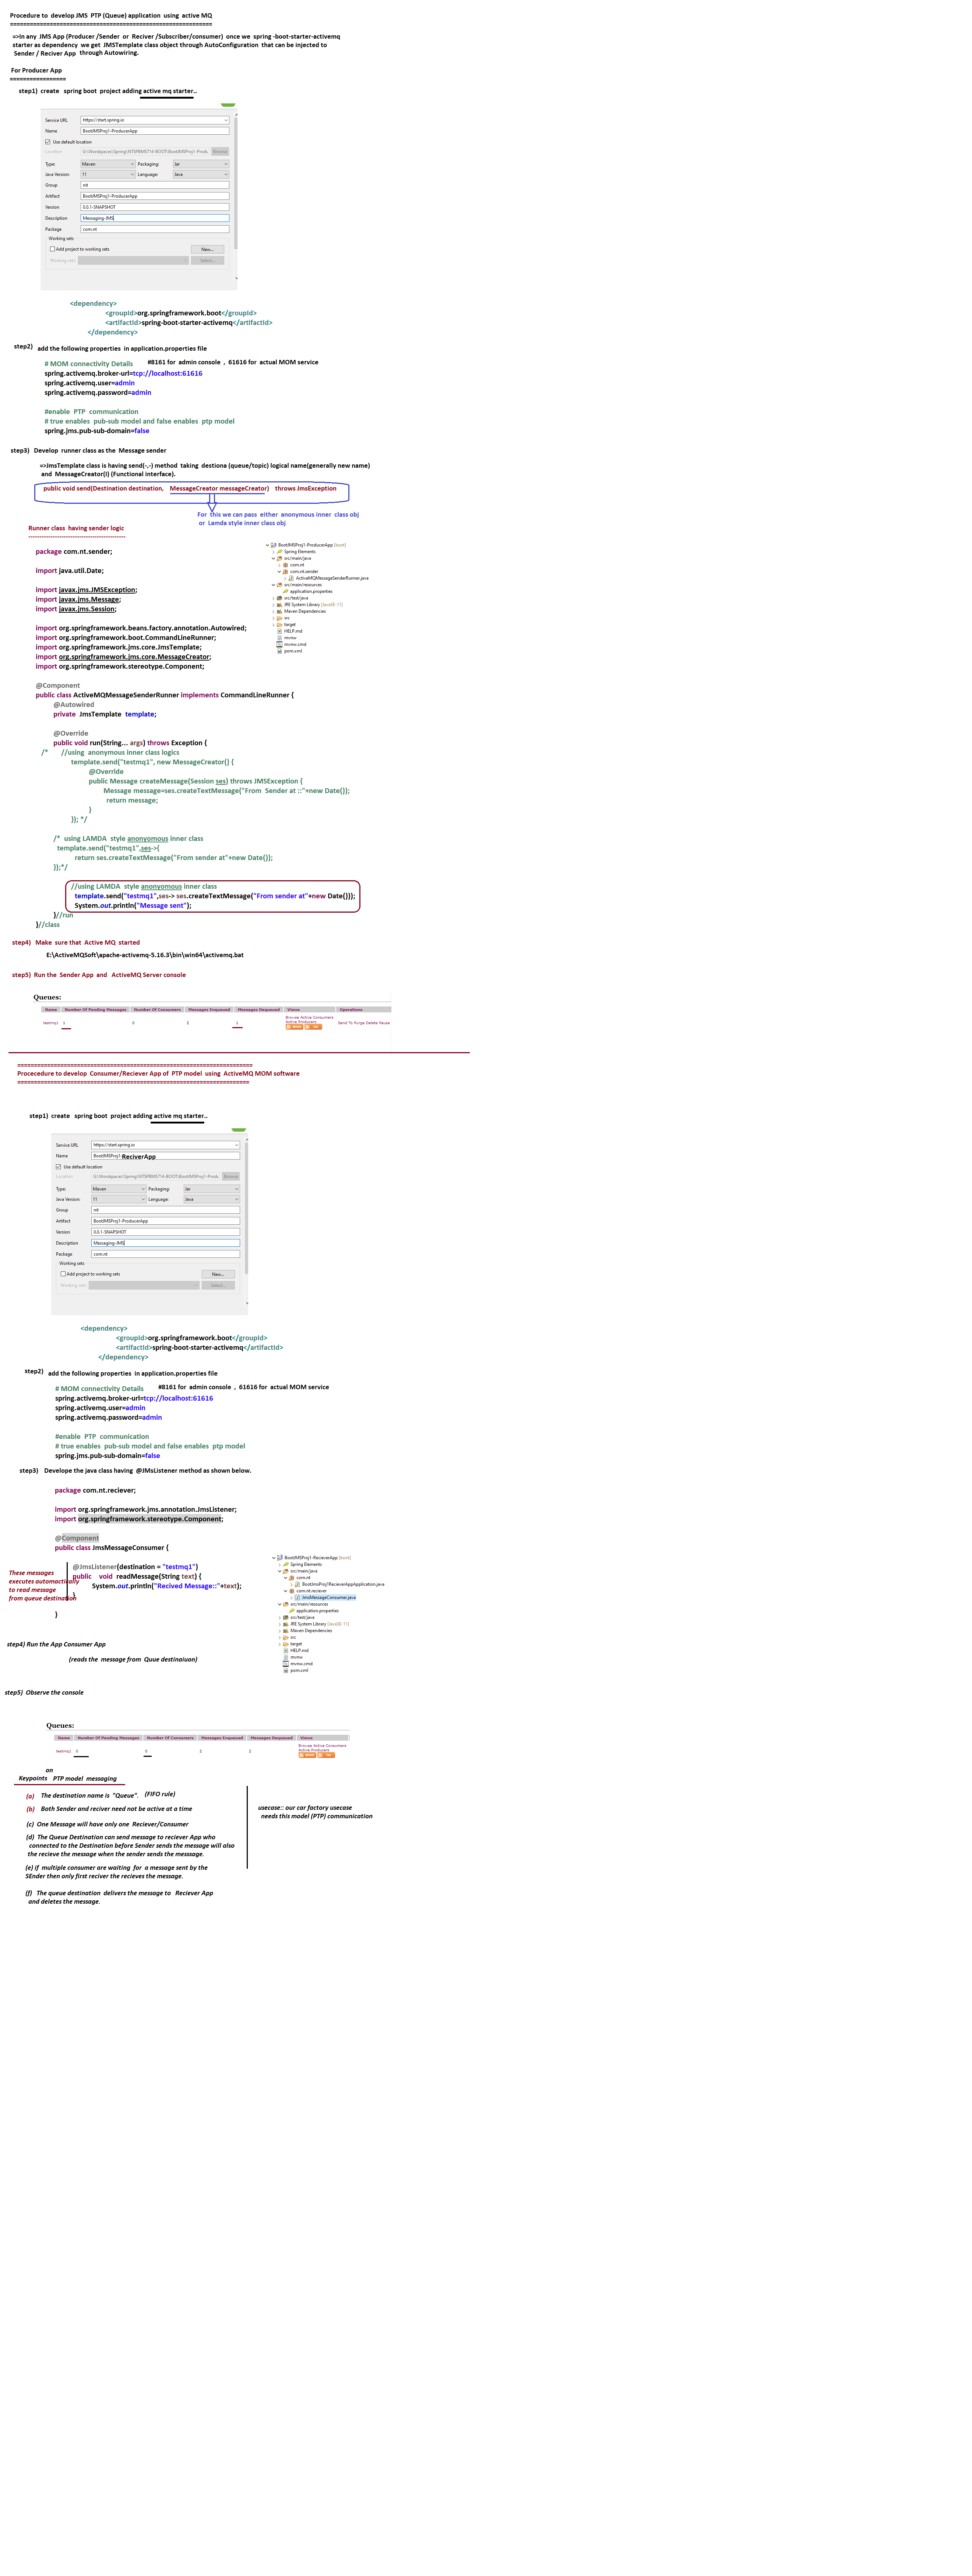 Procedure to develop JMS PTP (Queue) application using active MQ
==============================================================
=>In any JMS App (Producer /Sender or Reciver /Subscriber/consumer) once we spring -boot-starter-activemq
starter as dependency we get JMSTemplate class object through AutoConfiguration that can be injected to
Sender / Reciver App through Autowiring.
For Producer App
=================
step1) create spring boot project adding active mq starter..
Service URL https://start.spring.io
Name BootJMSProj1-ProducerApp
Use default location
Location G:\Worskpaces\Spring\NTSPBMS714-BOOT\BootJMSProj1-Prod Browse
Type: Maven Packaging: Jar
Java Version: 11 Language: Java
Group nit
Artifact BootJMSProj1-ProducerApp
Version 0.0.1-SNAPSHOT
Description Messaging-JMS
Package com.nt
Working sets
Add project to working sets New...
Working sets: Select...
<dependency>
<groupId>org.springframework.boot</groupId>
<artifactId>spring-boot-starter-activemq</artifactId>
</dependency>
step2) add the following properties in application.properties file
# MOM connectivity Details #8161 for admin console , 61616 for actual MOM service
spring.activemq.broker-url=tcp://localhost:61616
spring.activemq.user=admin
spring.activemq.password=admin
#enable PTP communication
# true enables pub-sub model and false enables ptp model
spring.jms.pub-sub-domain=false
step3) Develop runner class as the Message sender
=>JmsTemplate class is having send(-,-) method taking destiona (queue/topic) logical name(generally new name)
and MessageCreator(I) (Functional interface).
public void send(Destination destination, MessageCreator messageCreator) throws JmsException
For this we can pass either anonymous inner class obj
or Lamda style inner class obj
Runner class having sender logic
-------------------------------------------
package com.nt.sender;
import java.util.Date;
import javax.jms.JMSException;
import javax.jms.Message;
import javax.jms.Session;
import org.springframework.beans.factory.annotation.Autowired;
import org.springframework.boot.CommandLineRunner;
import org.springframework.jms.core.JmsTemplate;
import org.springframework.jms.core.MessageCreator;
import org.springframework.stereotype.Component;
BootJMSProj1-ProducerApp [boot]
Spring Elements
src/main/java
com.nt
com.nt.sender
ActiveMQMessageSenderRunner.java
src/main/resources
application.properties
src/test/java
JRE System Library [JavaSE-11]
Maven Dependencies
src
target
HELP.md
mvnw
mvnw.cmd
pom.xml
@Component
public class ActiveMQMessageSenderRunner implements CommandLineRunner {
@Autowired
private JmsTemplate template;
@Override
public void run(String... args) throws Exception {
/* //using anonymous inner class logics
template.send("testmq1", new MessageCreator() {
@Override
public Message createMessage(Session ses) throws JMSException {
Message message=ses.createTextMessage("From Sender at ::"+new Date());
return message;
}
}); */
/* using LAMDA style anonyomous inner class
template.send("testmq1",ses->{
return ses.createTextMessage("From sender at"+new Date());
});*/
//using LAMDA style anonyomous inner class
template.send("testmq1",ses-> ses.createTextMessage("From sender at"+new Date()));
System.out.println("Message sent");
}//run
}//class
step4) Make sure that Active MQ started
E:\ActiveMQSoft\apache-activemq-5.16.3\bin\win64\activemq.bat
step5) Run the Sender App and ActiveMQ Server console
Queues:
Name Number Of Pending Messages Number Of Consumers Messages Enqueued Messages Dequeued Views Operations
testmq1 1 0 2 1 Browse Active Consumers Active Producers Send To Purge Delete Pause
==========================================================================
Prococedure to develop Consumer/Reciever App of PTP model using ActiveMQ MOM software
=========================================================================
step1) create spring boot project adding active mq starter..
Service URL https://start.spring.io
Name BootJMSProj1-ReciverApp
Use default location
Location G:\Worskpaces\Spring\NTSPBMS714-BOOT\BootJMSProj1-Prod Browse
Type: Maven Packaging: Jar
Java Version: 11 Language: Java
Group nit
Artifact BootJMSProj1-ProducerApp
Version 0.0.1-SNAPSHOT
Description Messaging-JMS
Package com.nt
Working sets
Add project to working sets New...
Working sets: Select...
<dependency>
<groupId>org.springframework.boot</groupId>
<artifactId>spring-boot-starter-activemq</artifactId>
</dependency>
step2) add the following properties in application.properties file
# MOM connectivity Details #8161 for admin console , 61616 for actual MOM service
spring.activemq.broker-url=tcp://localhost:61616
spring.activemq.user=admin
spring.activemq.password=admin
#enable PTP communication
# true enables pub-sub model and false enables ptp model
spring.jms.pub-sub-domain=false
step3) Develope the java class having @JMsListener method as shown below.
package com.nt.reciever;
import org.springframework.jms.annotation.JmsListener;
import org.springframework.stereotype.Component;
@Component
public class JmsMessageConsumer {
@JmsListener(destination = "testmq1")
public void readMessage(String text) {
System.out.println("Recived Message::"+text);
}
}
These messages
executes automoctically
to read message
from queue destination
BootJMSProj1-RecieverApp [boot]
Spring Elements
src/main/java
com.nt
BootJmsProj1RecieverAppApplication.java
com.nt.reciever
JmsMessageConsumer.java
src/main/resources
application.properties
src/test/java
JRE System Library [JavaSE-11]
Maven Dependencies
src
target
HELP.md
mvnw
mvnw.cmd
pom.xml
step4) Run the App Consumer App
(reads the message from Quue destinaiuon)
step5) Observe the console
Queues:
Name Number Of Pending Messages Number Of Consumers Messages Enqueued Messages Dequeued Views
testmq1 0 0 2 2 Browse Active Consumers Active Producers
on
Keypoints PTP model messaging
(a) The destination name is "Queue". (FIFO rule)
(b) Both Sender and reciver need not be active at a time
(c) One Message will have only one Reciever/Consumer
(d) The Queue Destination can send message to reciever App who
connected to the Destination before Sender sends the message will also
the recieve the message when the sender sends the messsage.
(e) if multiple consumer are waiting for a message sent by the
SEnder then only first reciver the recieves the message.
(f) The queue destination delivers the message to Reciever App
and deletes the message.
usecase:: our car factory usecase
needs this model (PTP) communication